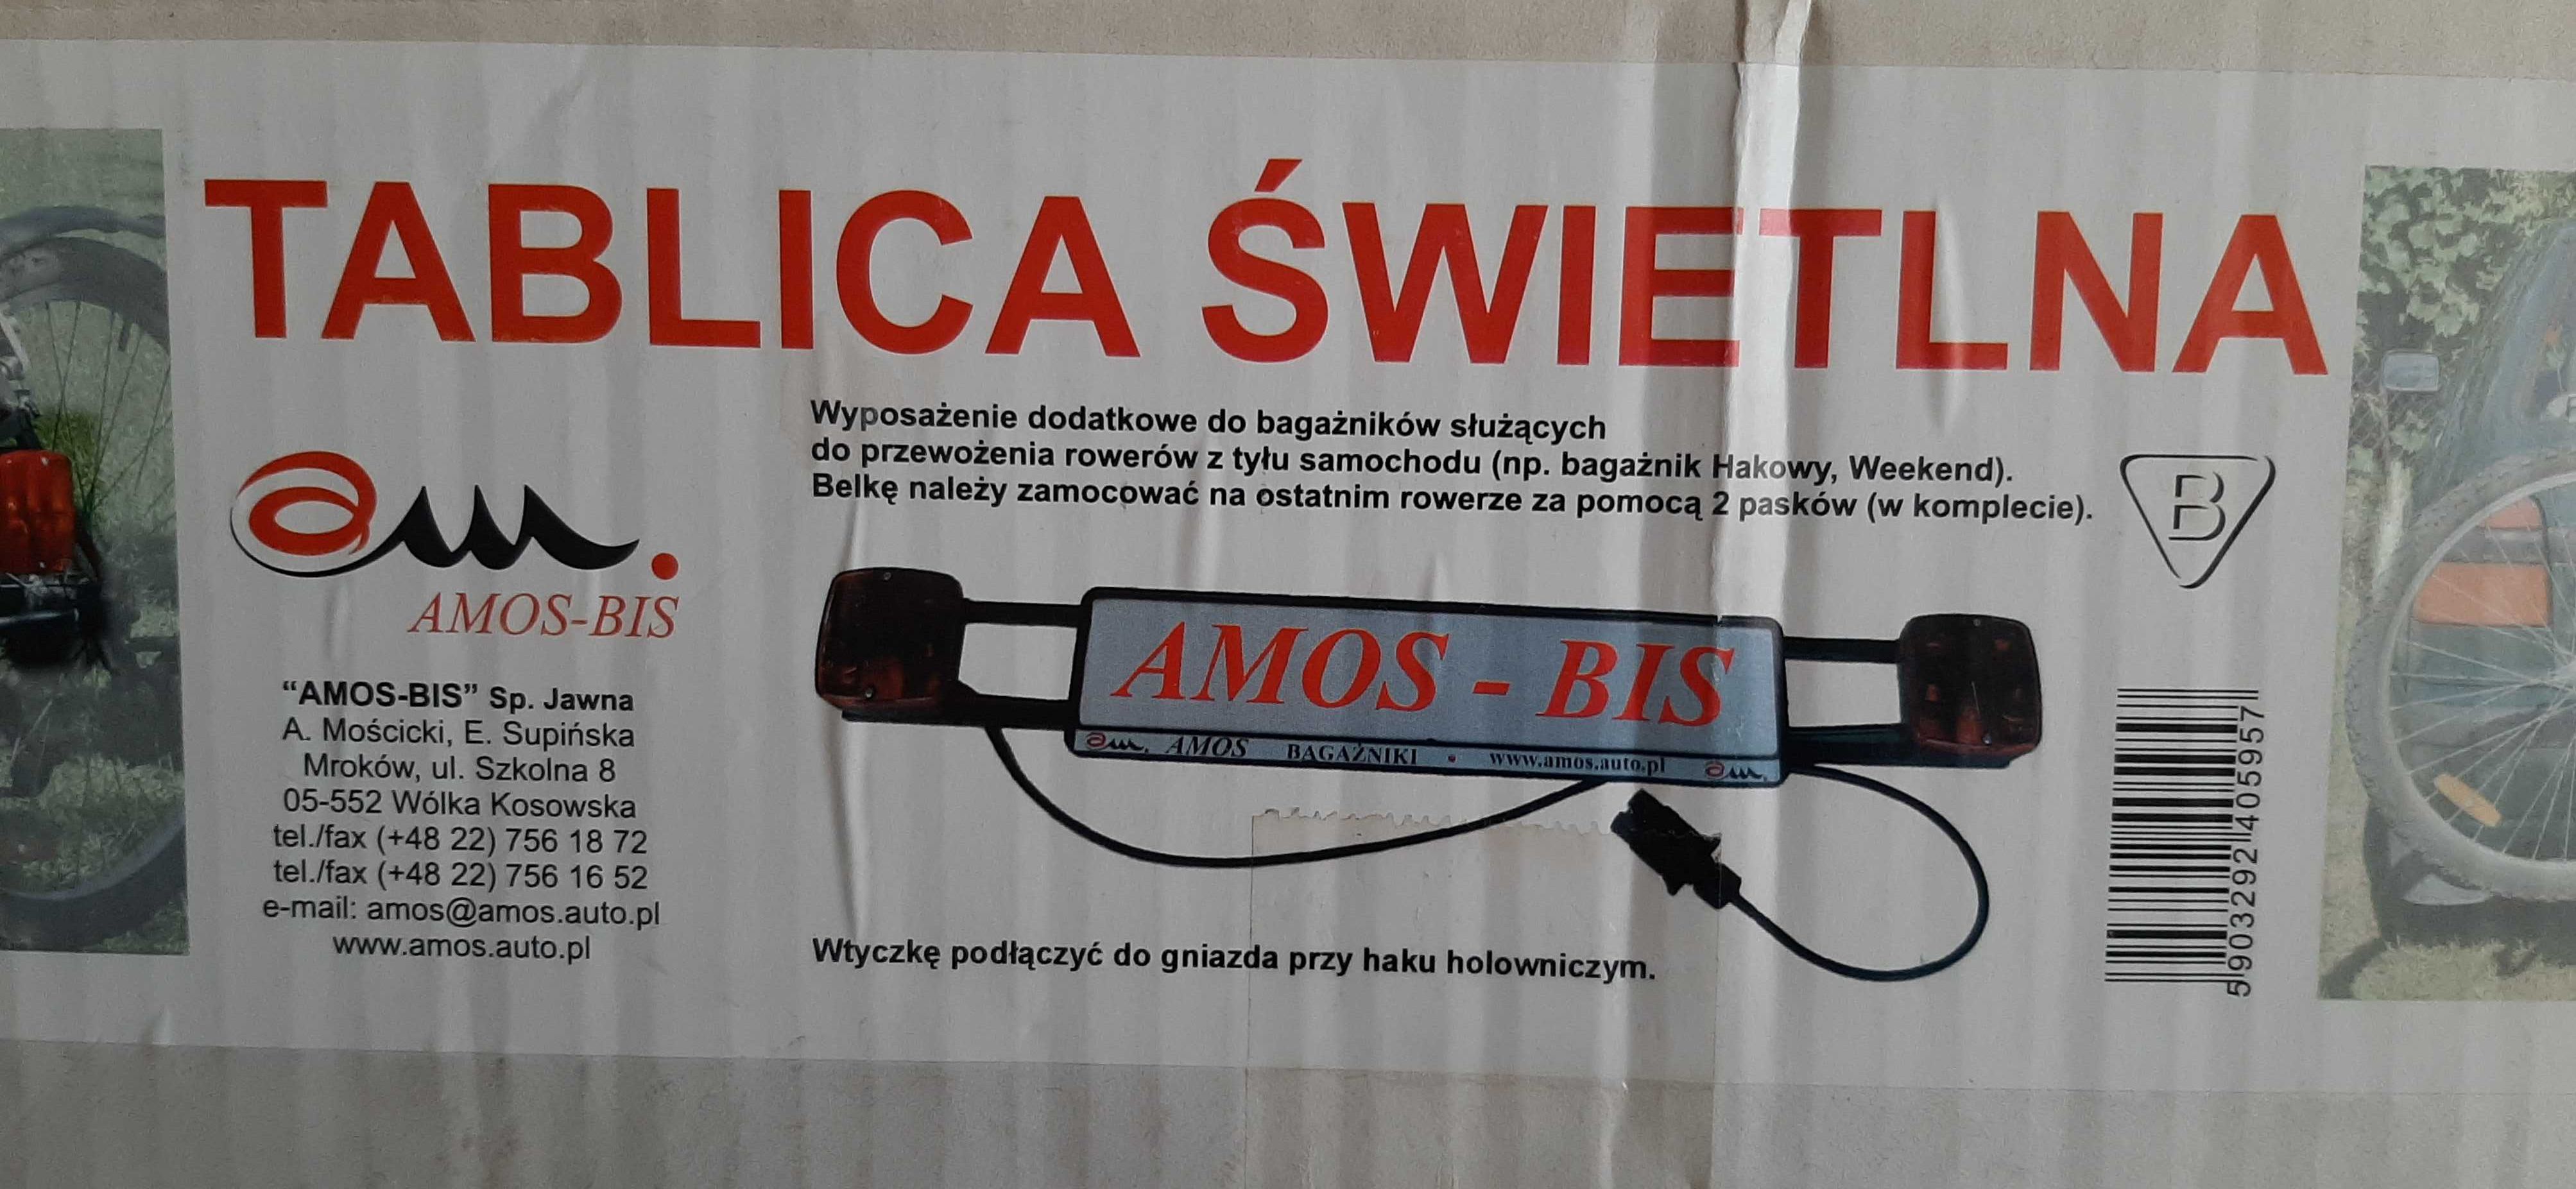 TABLICA ŚWIETLNA
Wyposażenie dodatkowe do bagażników służących
do przewożenia rowerów z tyłu samochodu (np. bagażnik Hakowy, Weekend).
Belkę należy zamocować na ostatnim rowerze za pomocą 2 pasków (w komplecie).
B
am.
AMOS-BIS
"AMOS-BIS" Sp. Jawna
A. Mościcki, E. Supińska
Mroków, ul. Szkolna 8
05-552 Wólka Kosowska
tel./fax (+48 22) 756 18 72
tel./fax (+48 22) 756 16 52
e-mail: amos@amos.auto.pl
www.amos.auto.pl
AMOS - BIS
am. AMOS BAGAŻNIKI • www.amos.auto.pl am.
Wtyczkę podłączyć do gniazda przy haku holowniczym.
5903292405957